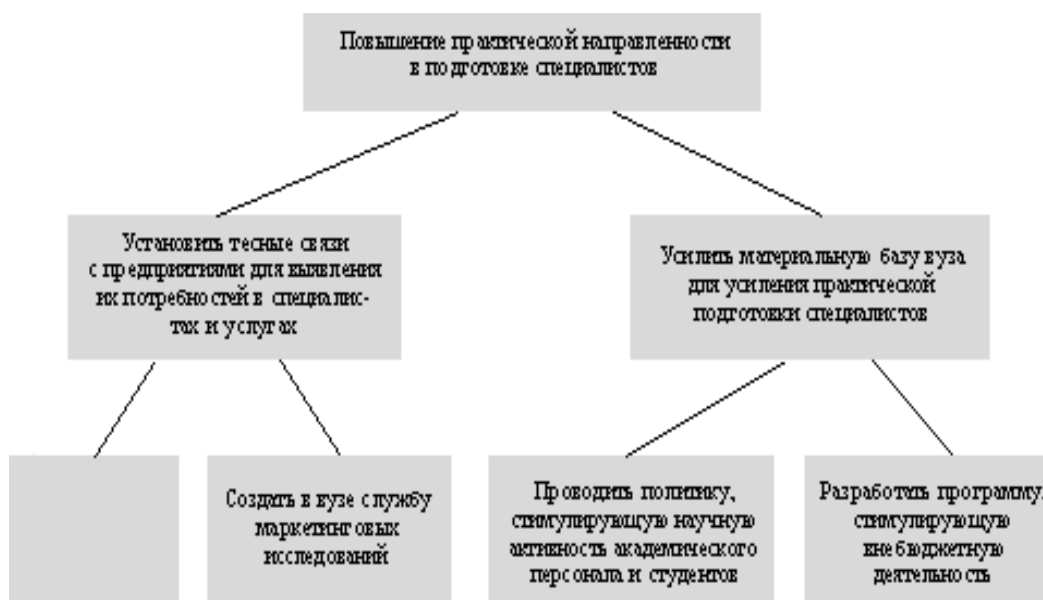 Повышение практической направленности
в подготовке специалистов
Установить тесные связи
с предприятиями для выявления
их потребностей в специалис-
тах и услугах
Усилить материальную базу вуза
для усиления практической
подготовки специалистов
Создать в вузе службу
маркетинговых
исследований
Проводить политику,
стимулирующую научную
активность академического
персонала и студентов
Разработать программу,
стимулирующую
внебюджетную
деятельность